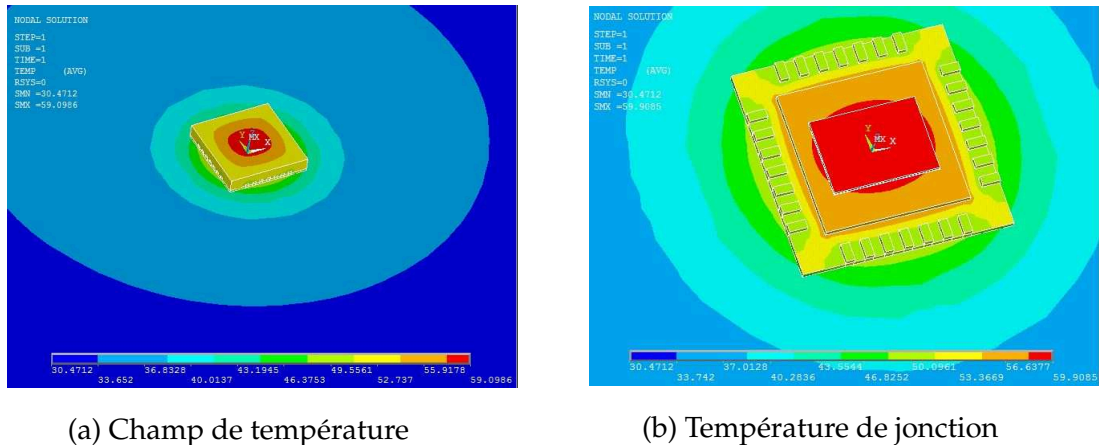 NODAL SOLUTION
STEP=1
SUB =1
TIME=1
TEMP (AVG)
RSYS=0
SMN =30.4712
SMX =59.0986
Y
Z
MX
X
30.4712 36.8328 43.1945 49.5561 55.9178
33.652 40.0137 46.3753 52.737 59.0986
(a) Champ de température
NODAL SOLUTION
STEP=1
SUB =1
TIME=1
TEMP (AVG)
RSYS=0
SMN =30.4712
SMX =59.9085
Y
Z
MX
X
30.4712 37.0128 43.5544 50.0961 56.6377
33.742 40.2836 46.8252 53.3669 59.9085
(b) Température de jonction